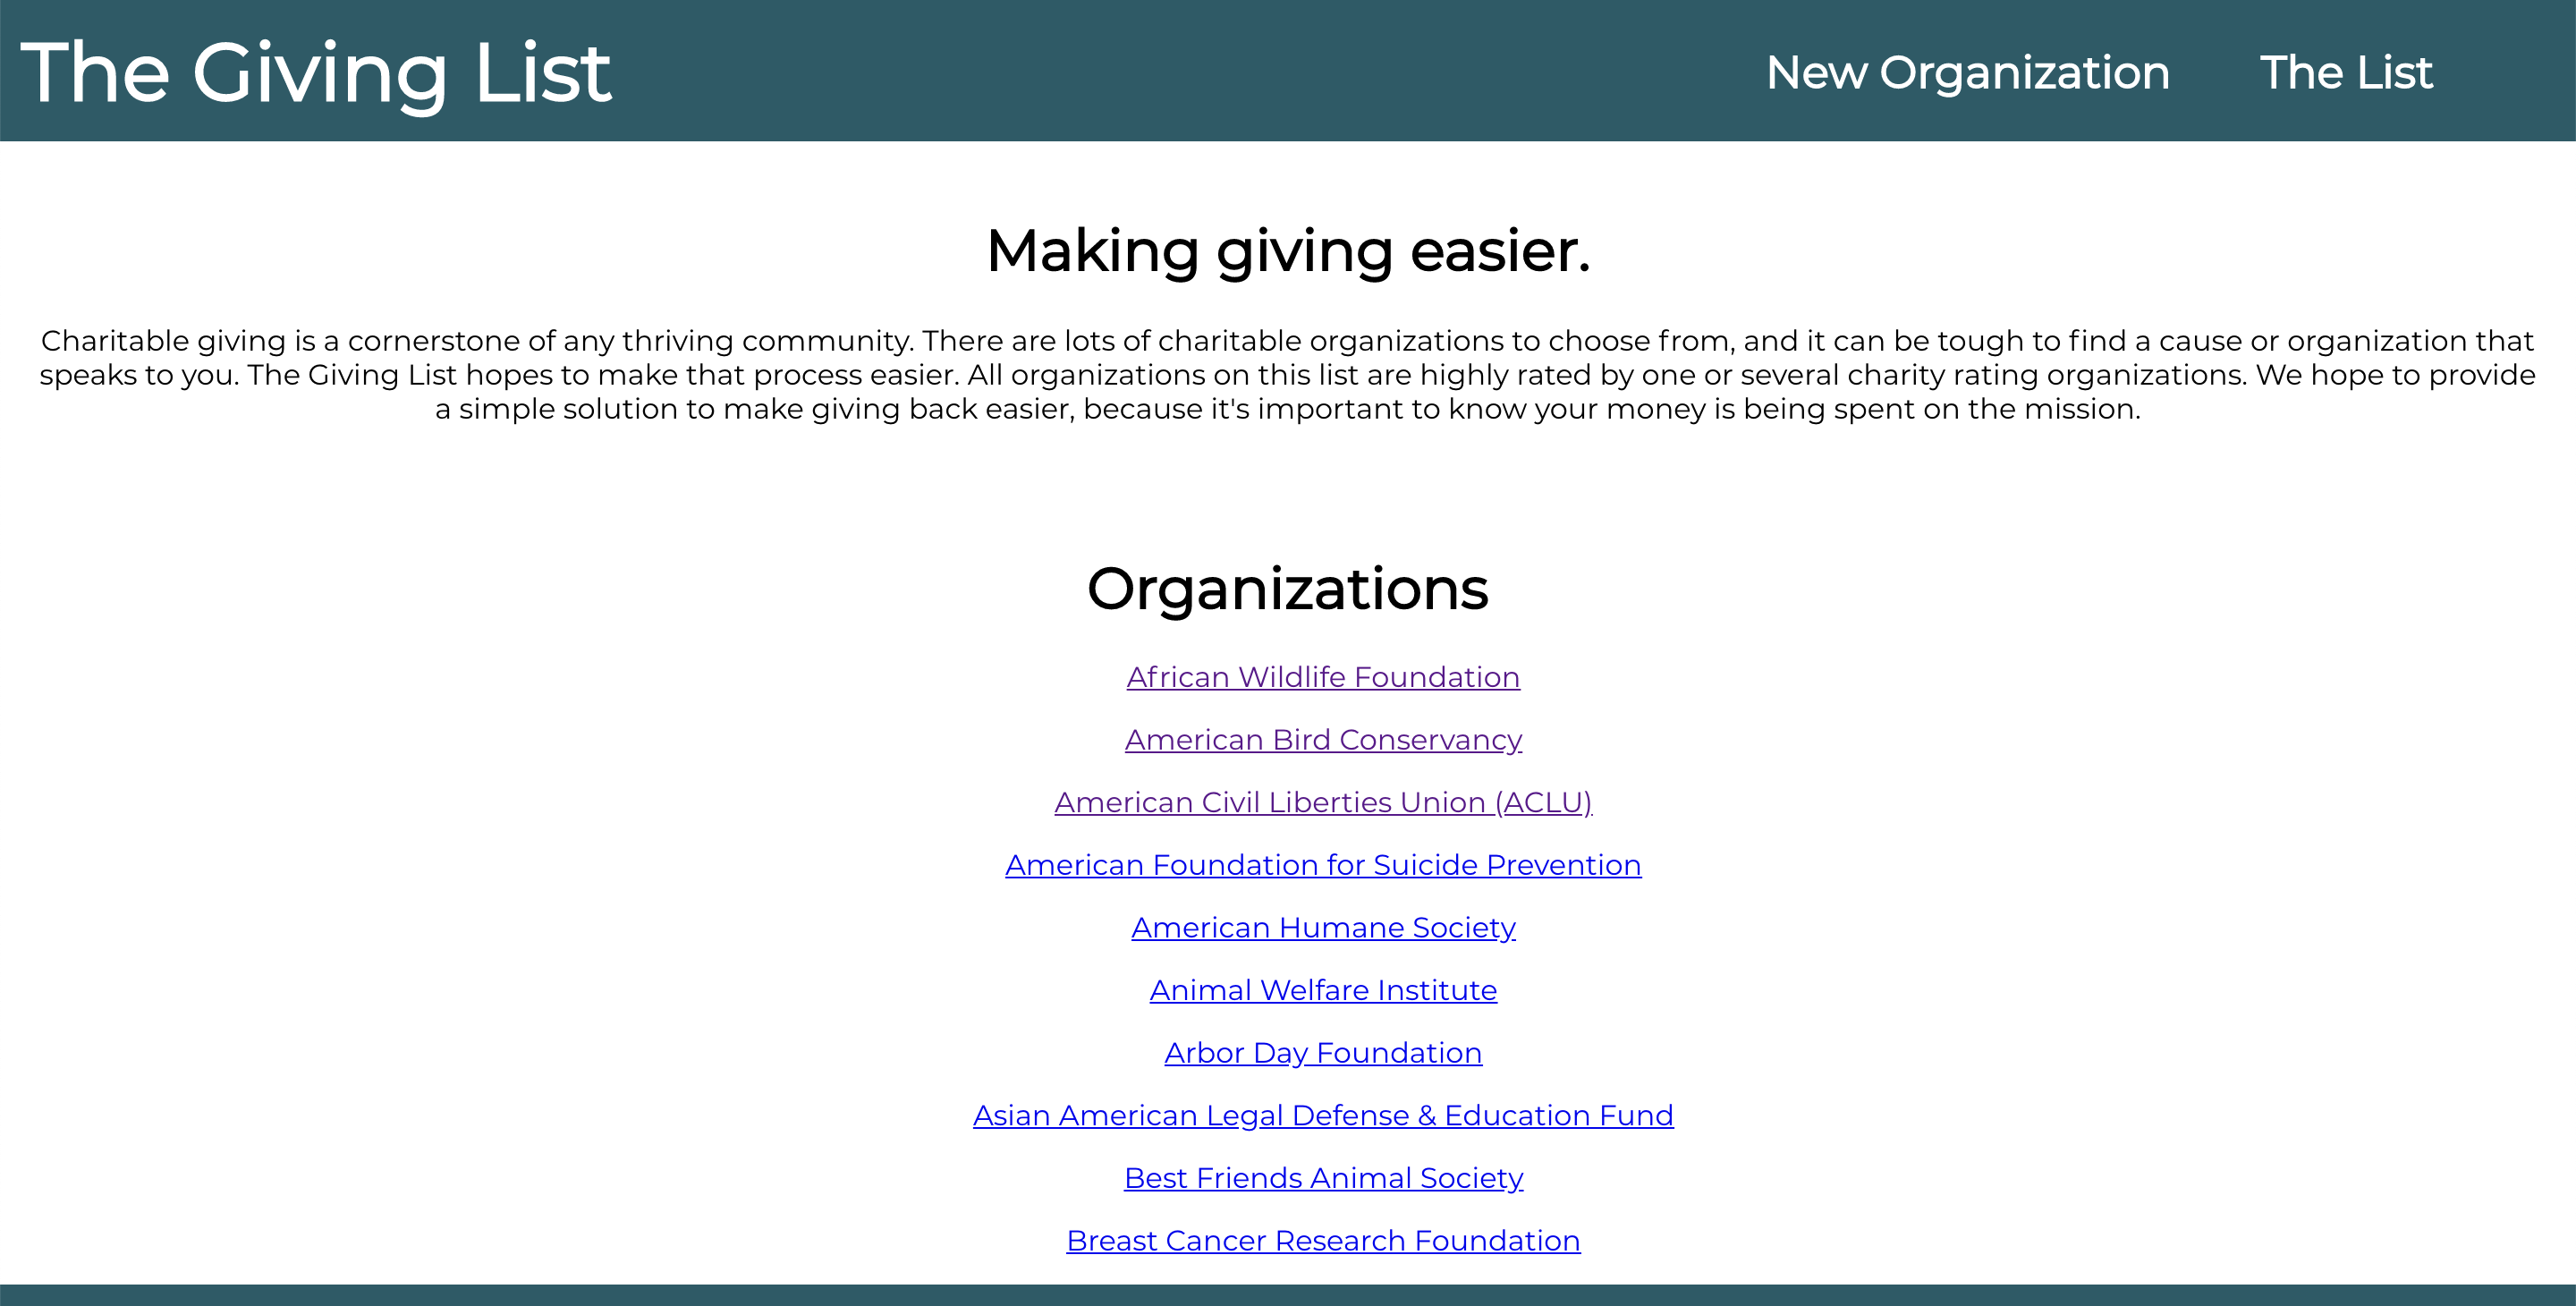 The Giving List
New Organization
The List
Making giving easier.
Charitable giving is a cornerstone of any thriving community. There are lots of charitable organizations to choose from, and it can be tough to find a cause or organization that
speaks to you. The Giving List hopes to make that process easier. All organizations on this list are highly rated by one or several charity rating organizations. We hope to provide
a simple solution to make giving back easier, because it's important to know your money is being spent on the mission.
Organizations
African Wildlife Foundation
American Bird Conservancy
American Civil Liberties Union (ACLU)
American Foundation for Suicide Prevention
American Humane Society
Animal Welfare Institute
Arbor Day Foundation
Asian American Legal Defense & Education Fund
Best Friends Animal Society
Breast Cancer Research Foundation